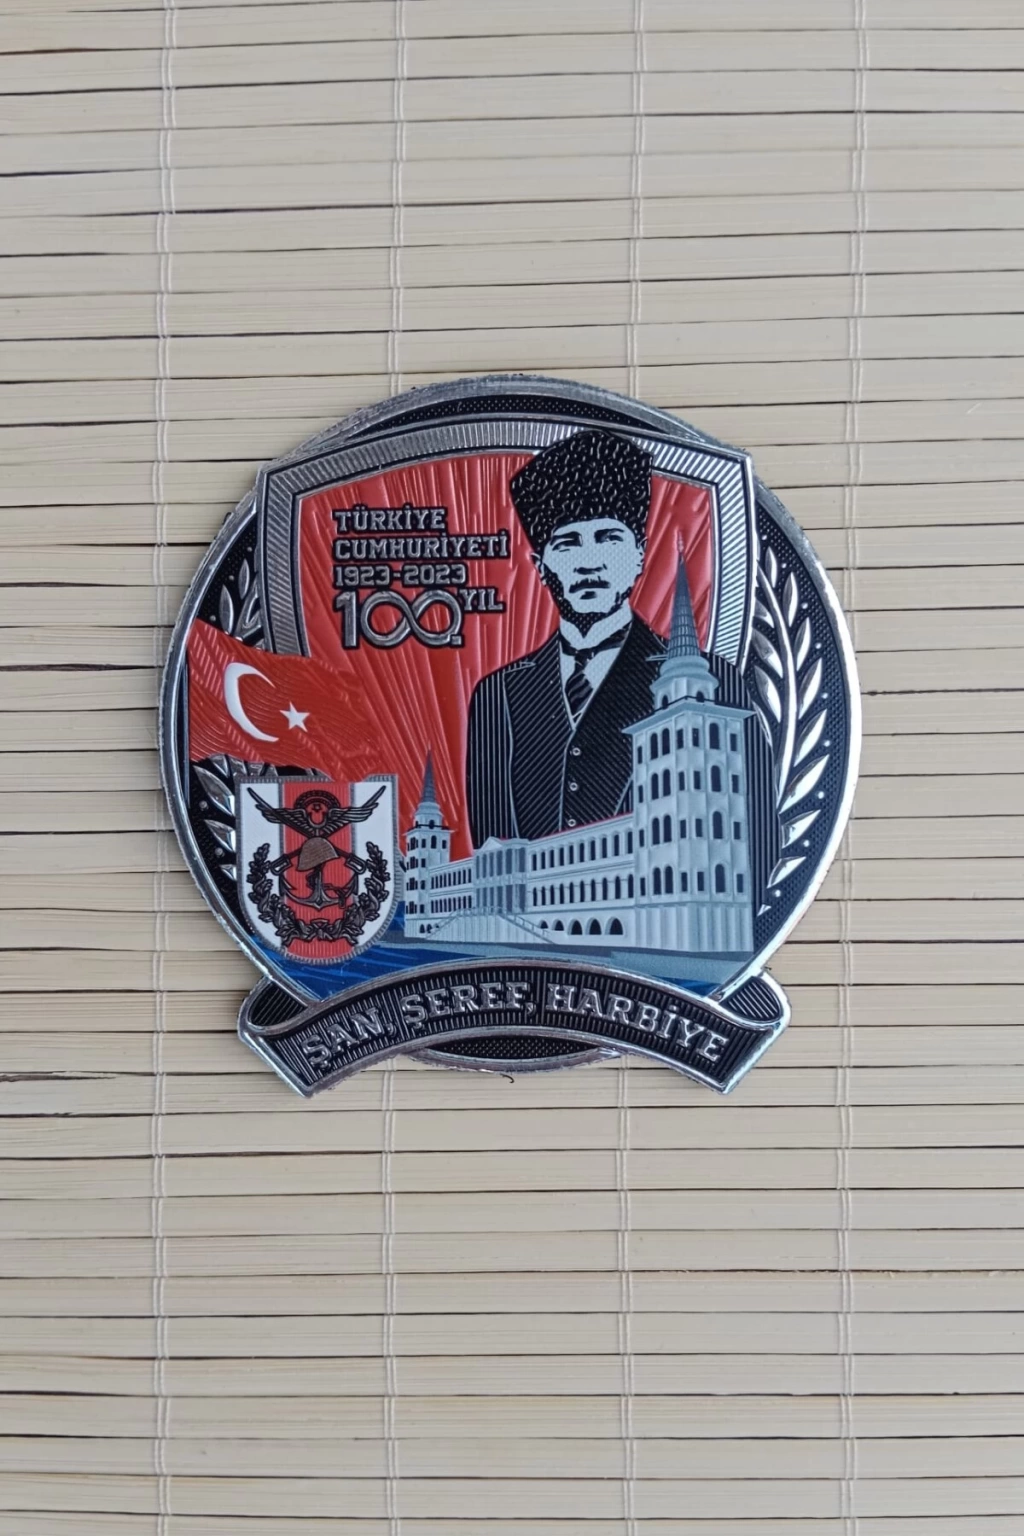 TÜRKİYE
CUMHURİYETİ
1923-2023
100. YIL
ŞAN, ŞEREF, HARBİYE